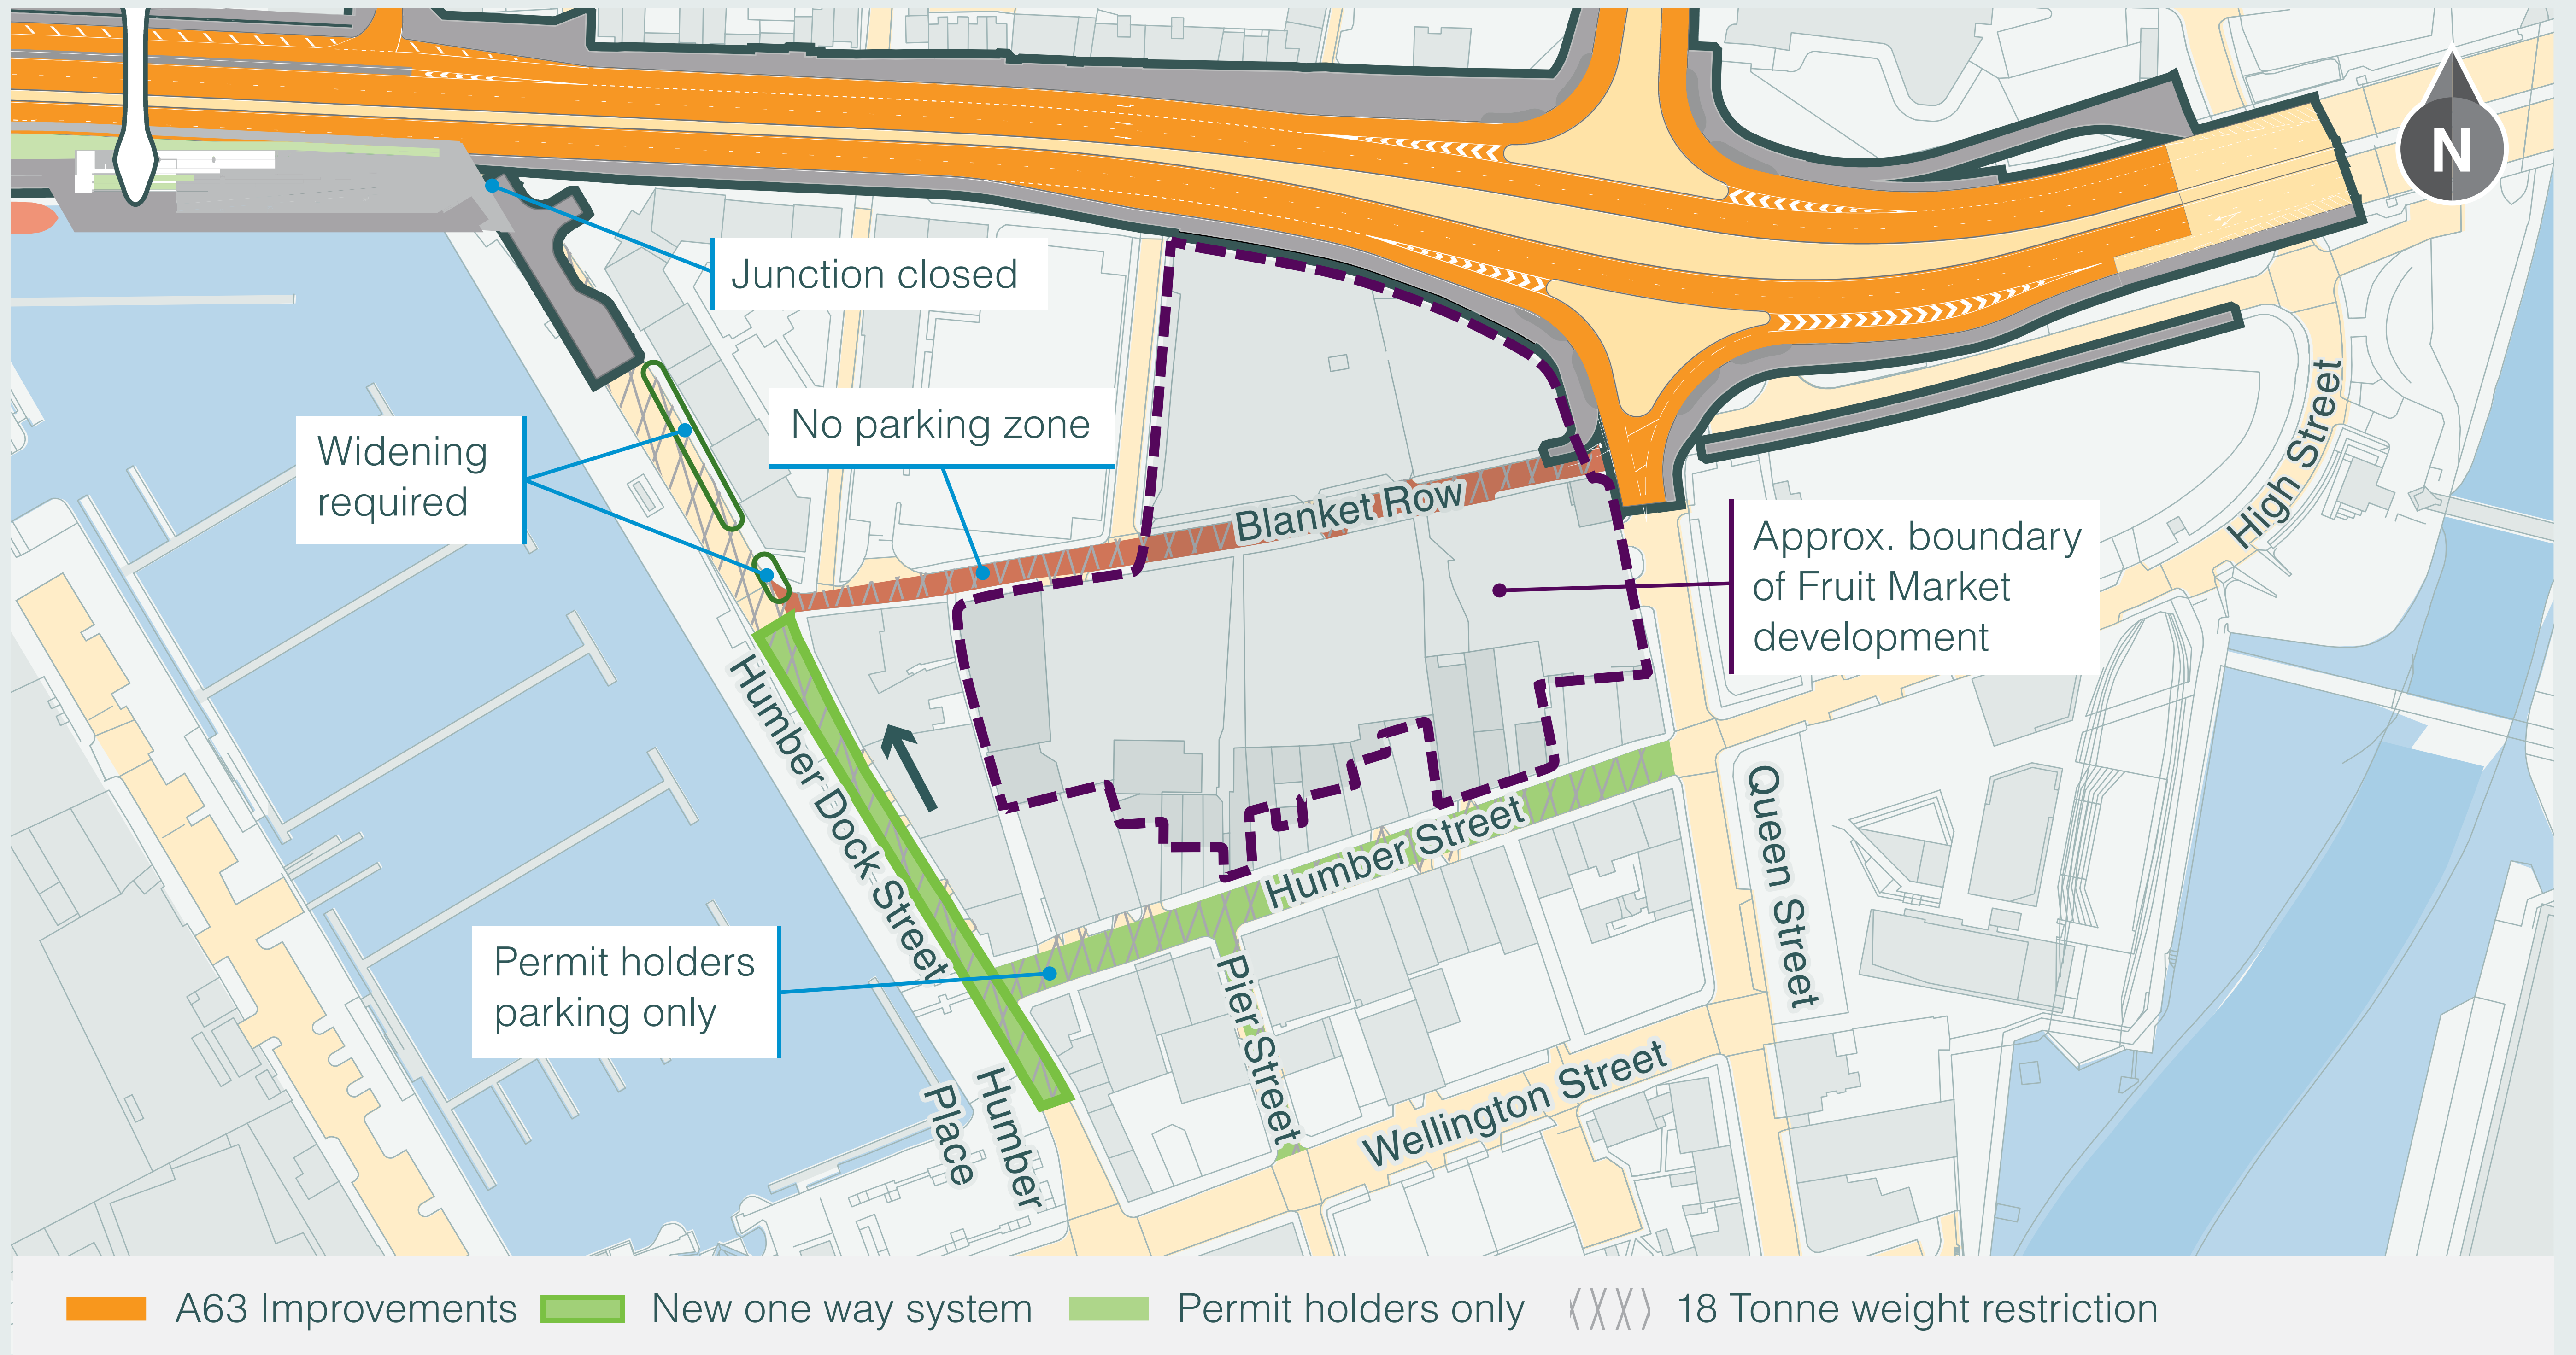 N
Junction closed
No parking zone
Widening
required
Blanket Row
High Street
Approx. boundary
of Fruit Market
development
Humber Dock Street
Humber Street
Queen Street
Permit holders
parking only
Pier Street
Wellington Street
Humber
Place
A63 Improvements
New one way system
Permit holders only
18 Tonne weight restriction